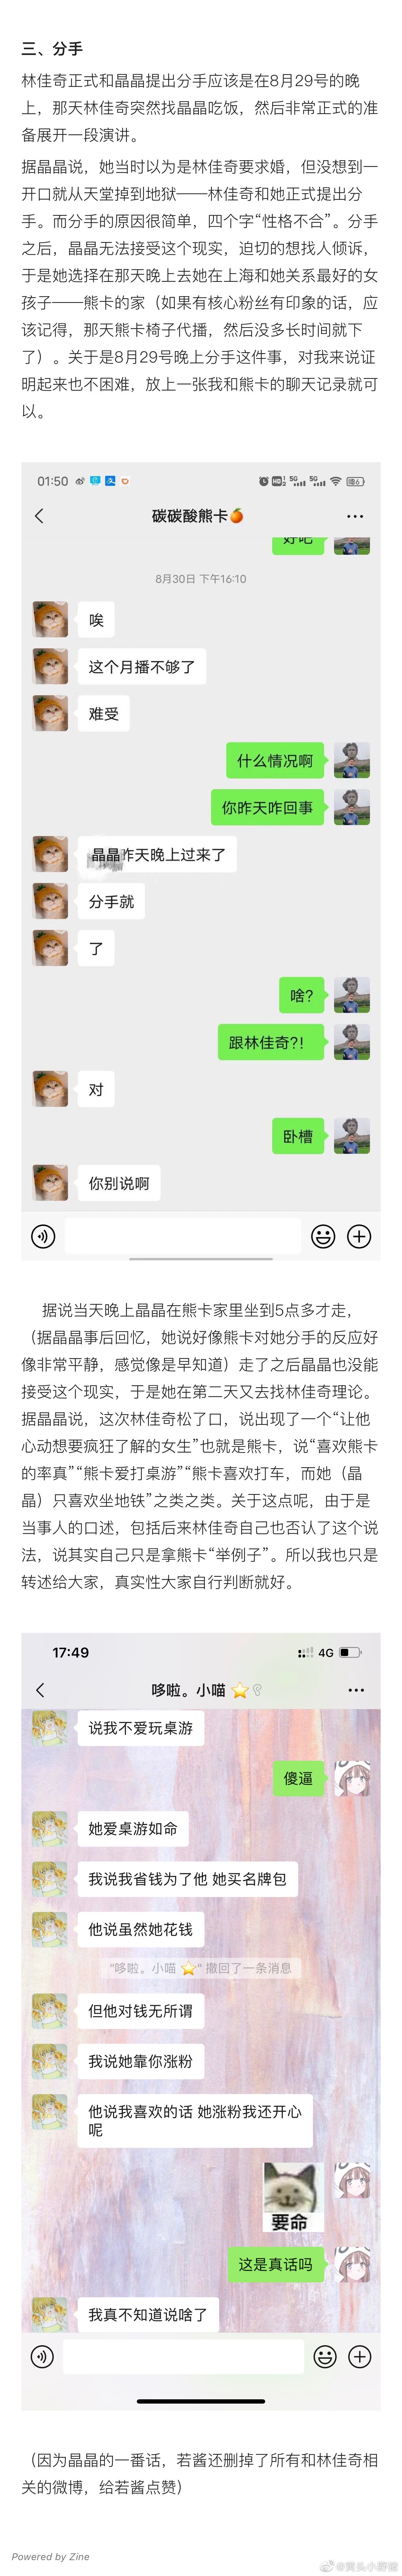 三、分手
林佳奇正式和晶晶提出分手应该是在8月29号的晚
上，那天林佳奇突然找晶晶吃饭，然后非常正式的准
备展开一段演讲。
据晶晶说，她当时以为是林佳奇要求婚，但没想到一
开口就从天堂掉到地狱——林佳奇和她正式提出分
手。而分手的原因很简单，四个字“性格不合”。分手
之后，晶晶无法接受这个现实，迫切的想找人倾诉，
于是她选择在那天晚上去她在上海和她关系最好的女
孩子——熊卡的家（如果有核心粉丝有印象的话，应
该记得，那天熊卡椅子代播，然后没多长时间就下
了）。关于是8月29号晚上分手这件事，对我来说证
明起来也不困难，放上一张我和熊卡的聊天记录就可
以。
01:50
HD 5G 5G 6
碳碳酸熊卡🍊
好吧
8月30日 下午16:10
唉
这个月播不够了
难受
什么情况啊
你昨天咋回事
晶晶昨天晚上过来了
分手就
了
啥？
跟林佳奇?!
对
卧槽
你别说啊
据说当天晚上晶晶在熊卡家里坐到5点多才走，
（据晶晶事后回忆，她说好像熊卡对她分手的反应好
像非常平静，感觉像是早知道）走了之后晶晶也没能
接受这个现实，于是她在第二天又去找林佳奇理论。
据晶晶说，这次林佳奇松了口，说出现了一个“让他
心动想要疯狂了解的女生”也就是熊卡，说“喜欢熊卡
的率真”“熊卡爱打桌游”“熊卡喜欢打车，而她（晶
晶）只喜欢坐地铁”之类之类。关于这点呢，由于是
当事人的口述，包括后来林佳奇自己也否认了这个说
法，说其实自己只是拿熊卡“举例子”。所以我也只是
转述给大家，真实性大家自行判断就好。
17:49
4G
哆啦。小喵⭐
说我不爱玩桌游
傻逼
她爱桌游如命
我说我省钱为了他 她买名牌包
他说虽然她花钱
"哆啦。小喵⭐" 撤回了一条消息
但他对钱无所谓
我说她靠你涨粉
他说我喜欢的话 她涨粉我还开心
呢
要命
这是真话吗
我真不知道说啥了
（因为晶晶的一番话，若酱还删掉了所有和林佳奇相
关的微博，给若酱点赞）
Powered by Zine